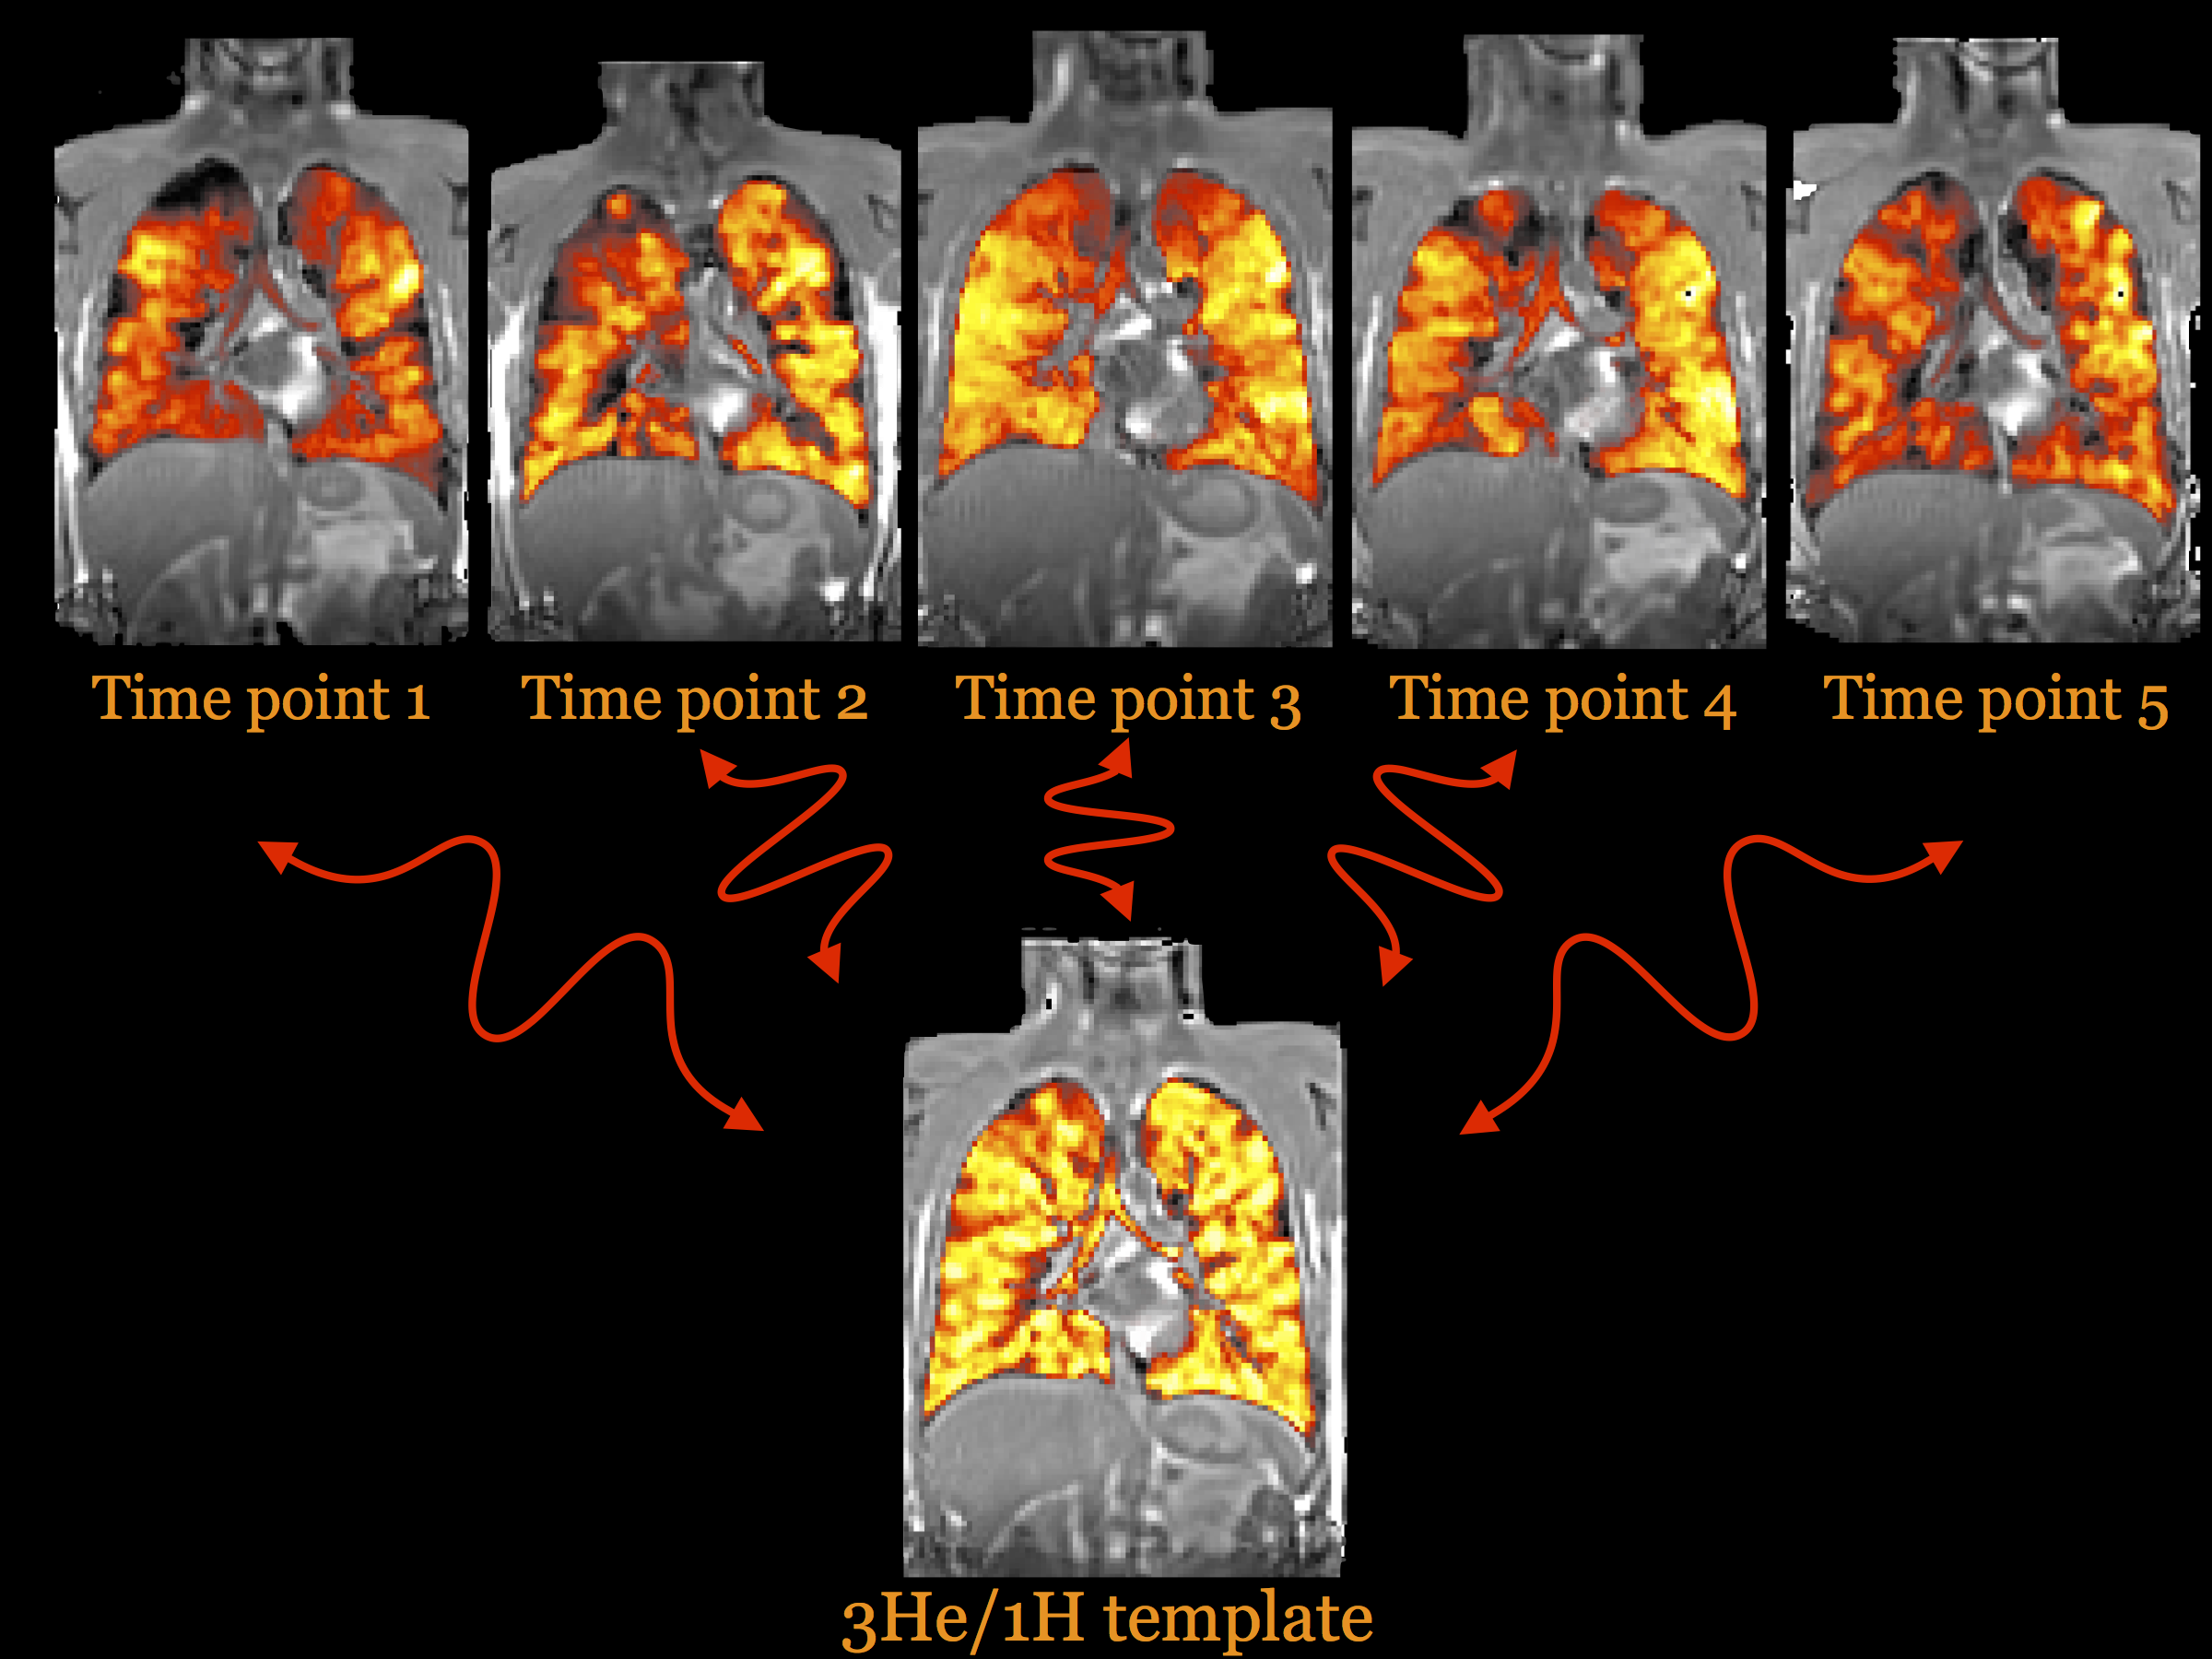 Time point 1
Time point 2
Time point 3
Time point 4
Time point 5
3He/1H template